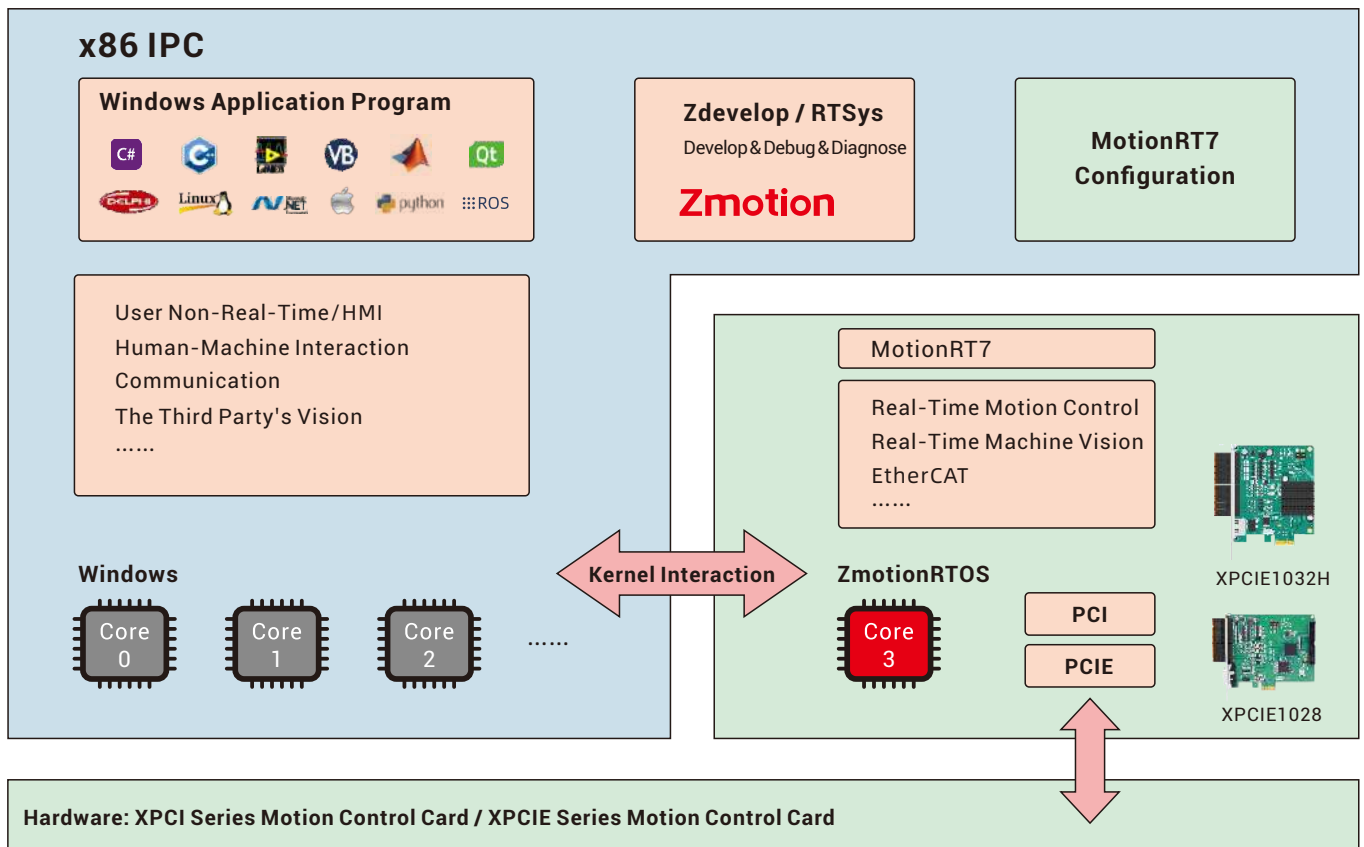 x86 IPC
Windows Application Program
C#
C+
VB
Qt
DELPHI
Linux
.NET
python
ROS
Zdevelop / RTSys
Develop & Debug & Diagnose
Zmotion
MotionRT7
Configuration
User Non-Real-Time/HMI
Human-Machine Interaction
Communication
The Third Party's Vision
......
MotionRT7
Real-Time Motion Control
Real-Time Machine Vision
EtherCAT
......
XPCIE1032H
Windows
Core
0
Core
1
Core
2
......
Kernel Interaction
ZmotionRTOS
Core
3
PCI
PCIE
XPCIE1028
Hardware: XPCI Series Motion Control Card / XPCIE Series Motion Control Card